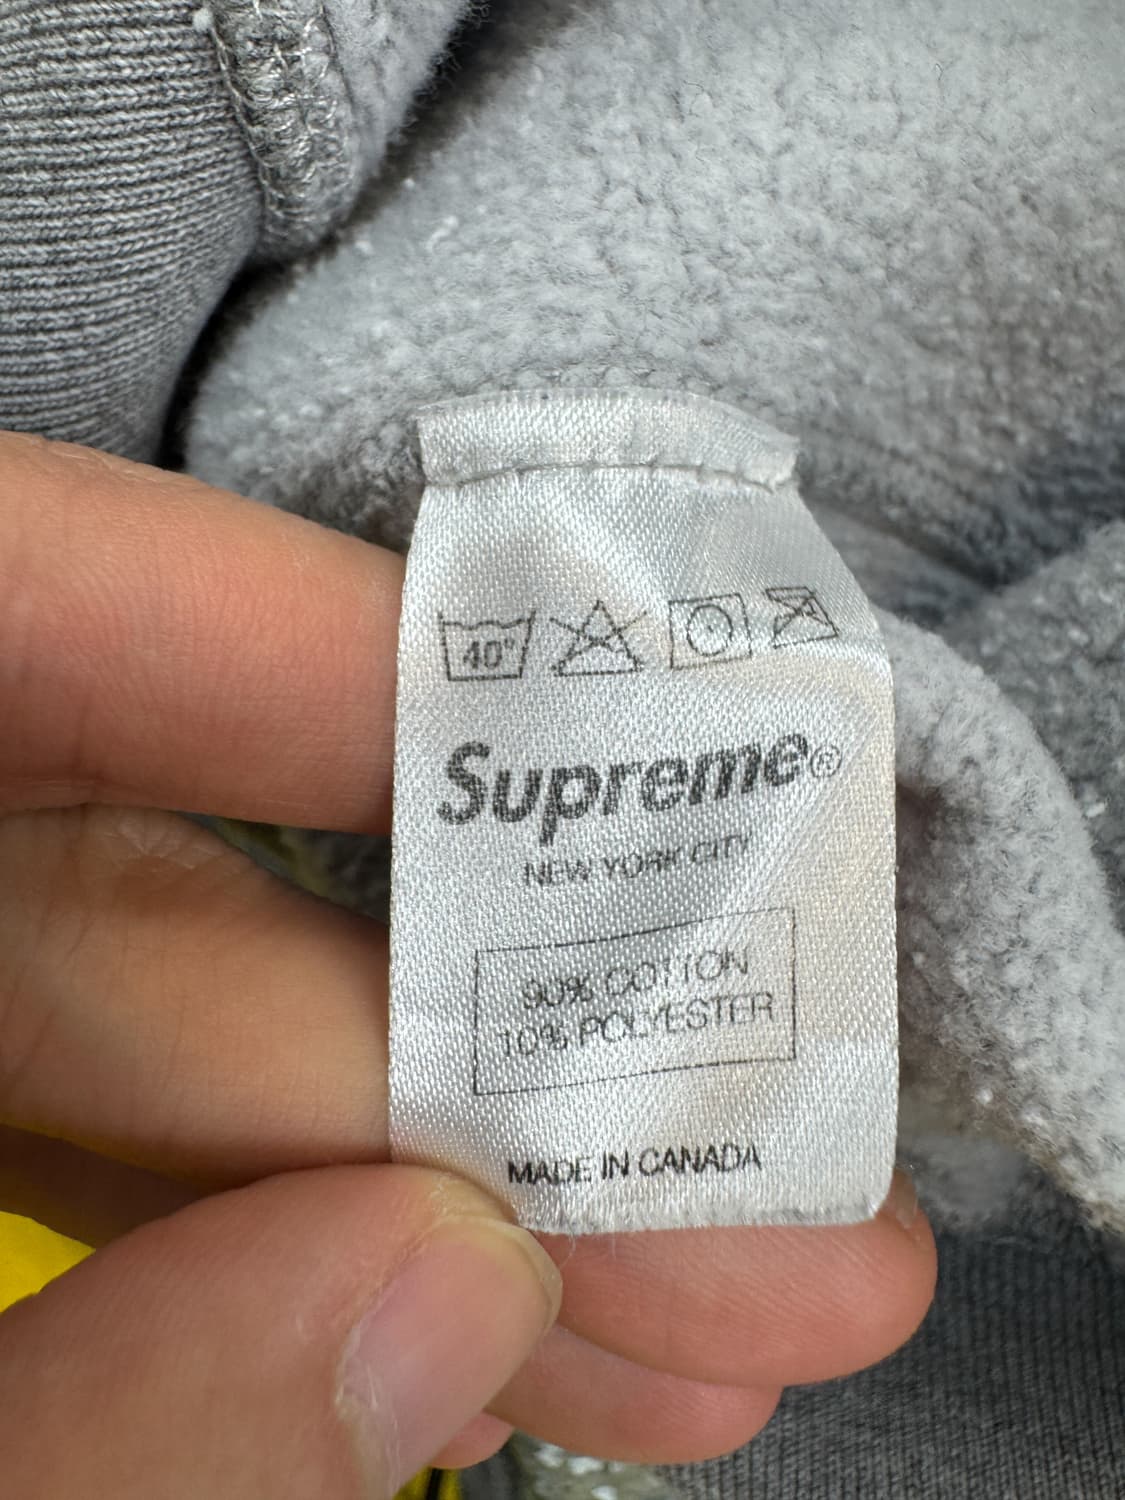 40°
Supreme®
NEW YORK CITY
90% COTTON
10% POLYESTER
MADE IN CANADA